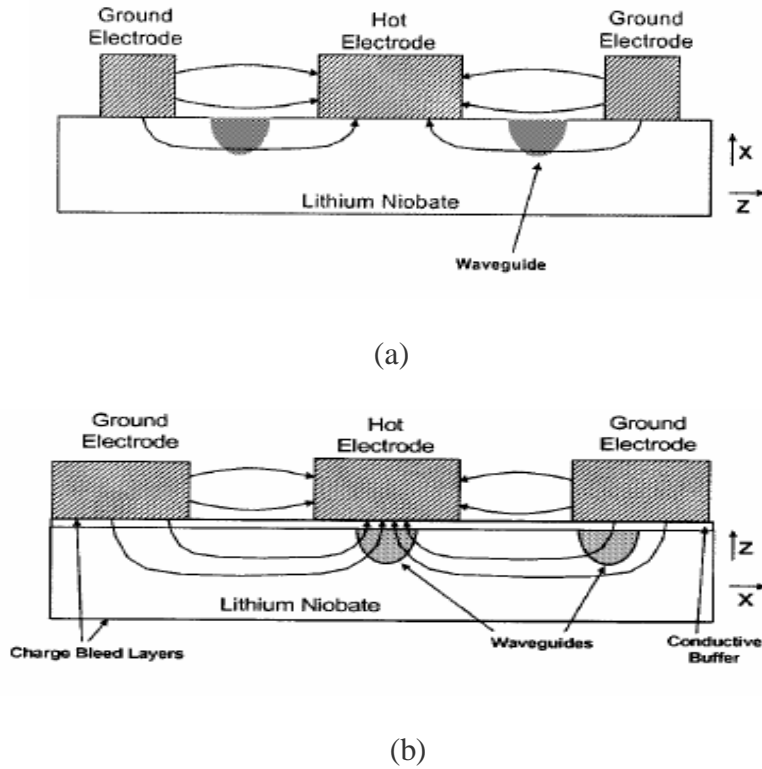 Ground Electrode
Hot Electrode
Ground Electrode
X
Z
Lithium Niobate
Waveguide
(a)
Ground Electrode
Hot Electrode
Ground Electrode
Z
X
Lithium Niobate
Charge Bleed Layers
Waveguides
Conductive Buffer
(b)